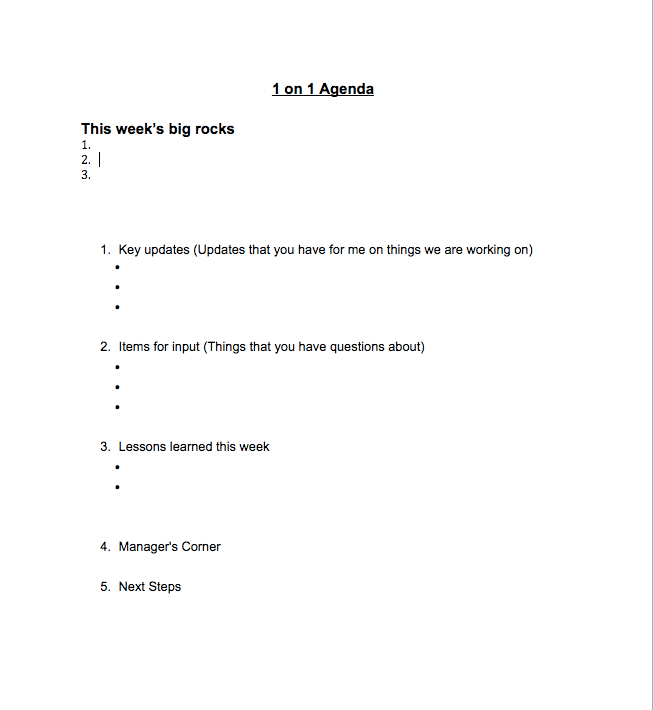 1 on 1 Agenda
This week's big rocks
1.
2.
3.
1. Key updates (Updates that you have for me on things we are working on)
•
•
•
2. Items for input (Things that you have questions about)
•
•
•
3. Lessons learned this week
•
•
4. Manager's Corner
5. Next Steps